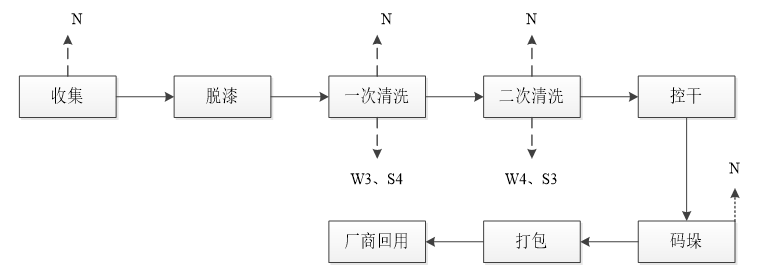 N N N
收集 脱漆 一次清洗 二次清洗 控干
W3、S4 W4、S3
N
厂商回用 打包 码垛